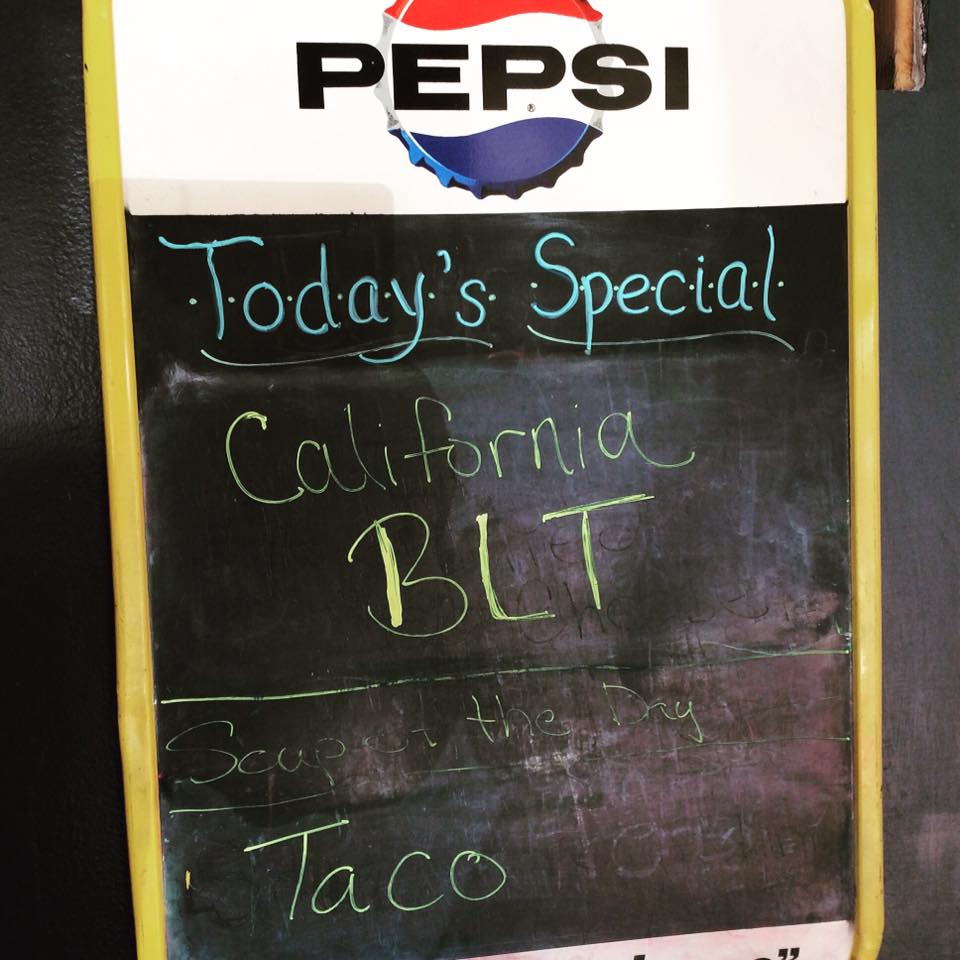 PEPSI
Today's Special
California
BLT
Soup of the Day
Taco